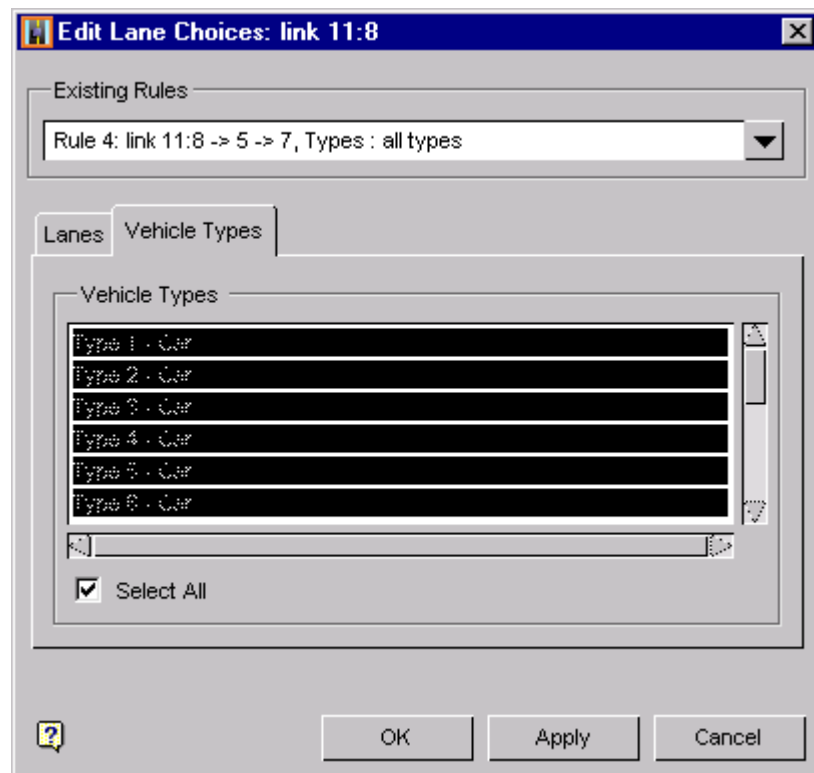 Edit Lane Choices: link 11:8
Existing Rules
Rule 4: link 11:8 -> 5 -> 7, Types : all types
Lanes
Vehicle Types
Vehicle Types
Type 1 - Car
Type 2 - Car
Type 3 - Car
Type 4 - Car
Type 5 - Car
Type 6 - Car
Select All
OK
Apply
Cancel